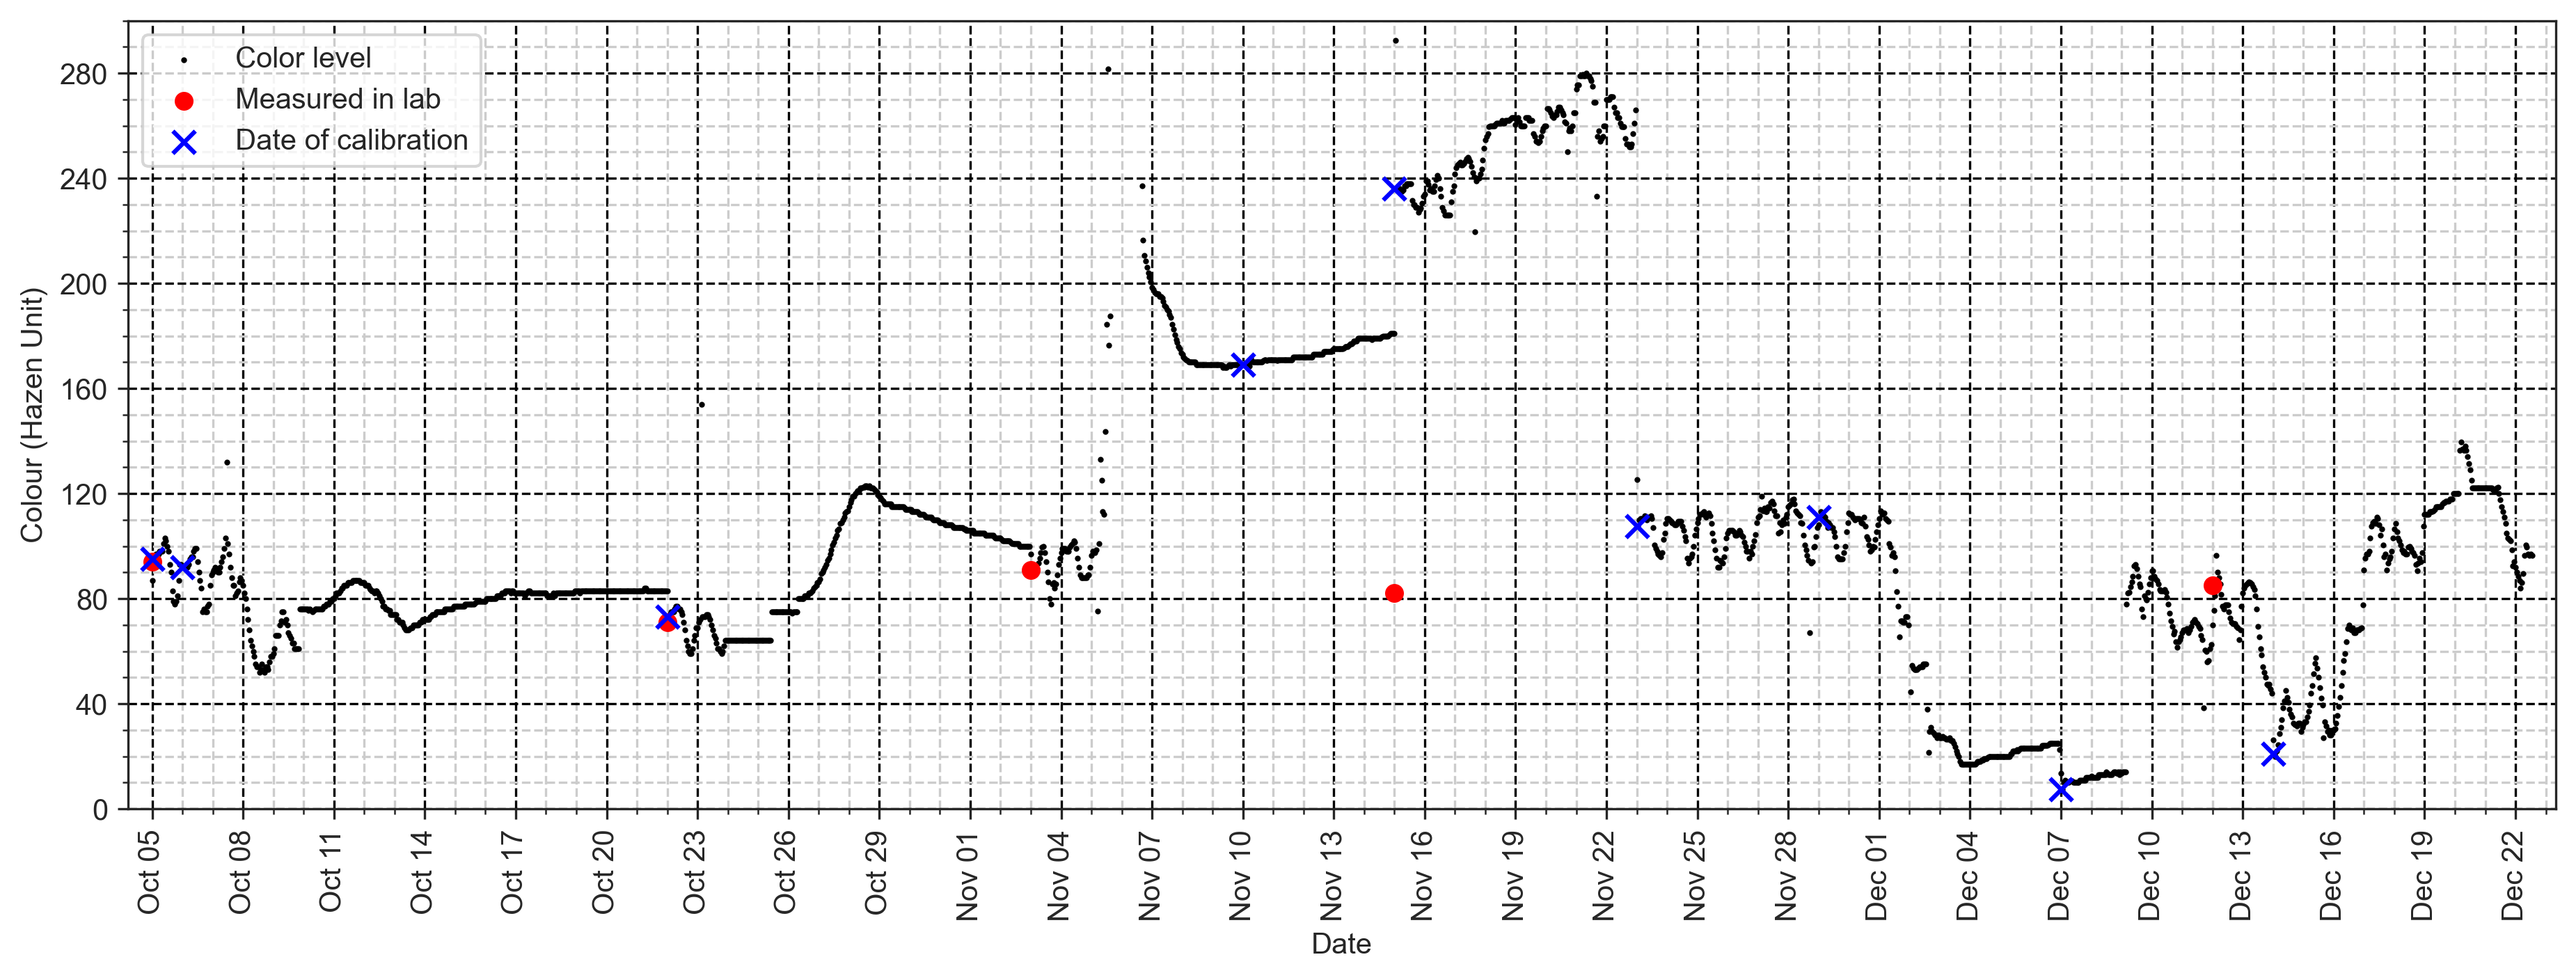 Color level
Measured in lab
Date of calibration
Colour (Hazen Unit)
280
240
200
160
120
80
40
0
Oct 05
Oct 08
Oct 11
Oct 14
Oct 17
Oct 20
Oct 23
Oct 26
Oct 29
Nov 01
Nov 04
Nov 07
Nov 10
Nov 13
Nov 16
Nov 19
Nov 22
Nov 25
Nov 28
Dec 01
Dec 04
Dec 07
Dec 10
Dec 13
Dec 16
Dec 19
Dec 22
Date